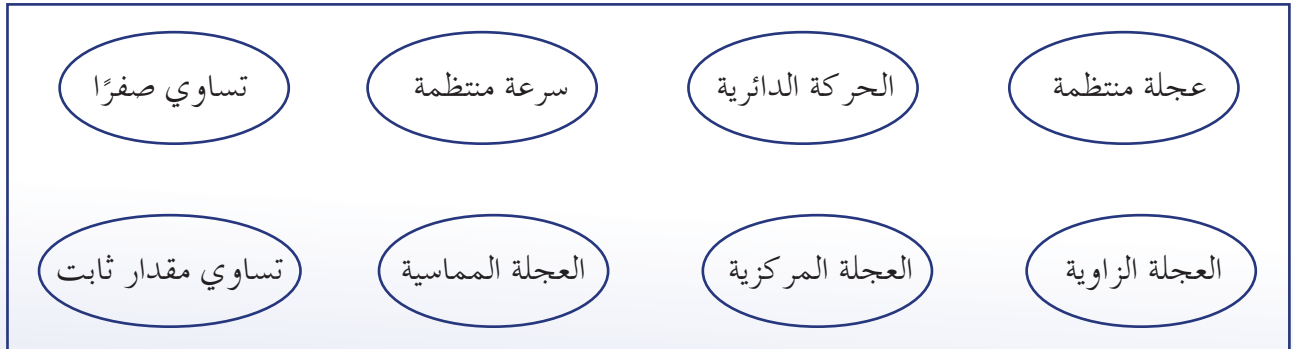 عجلة منتظمة الحركة الدائرية سرعة منتظمة تساوي صفرًا
العجلة الزاوية العجلة المركزية العجلة المماسية تساوي مقدار ثابت